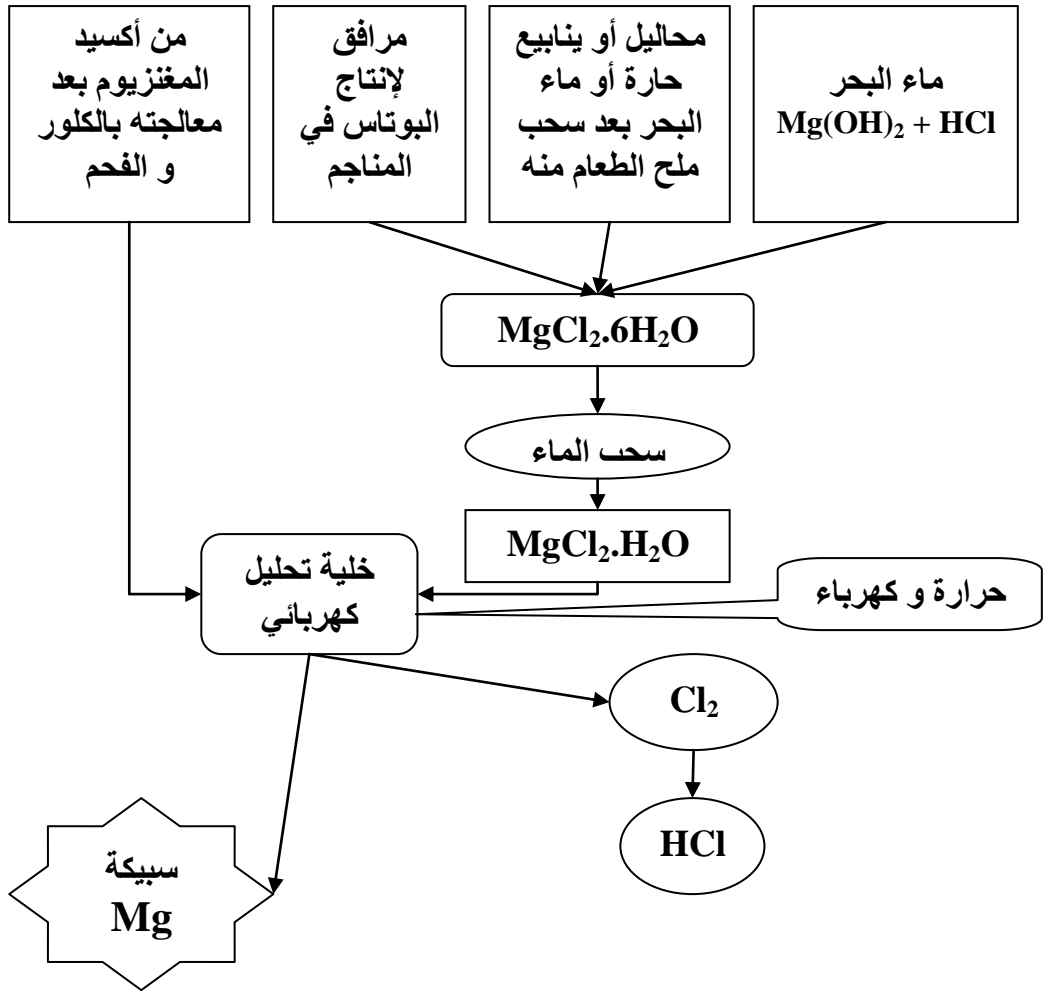 ماء البحر
Mg(OH)₂ + HCl
محاليل أو ينابيع
حارة أو ماء
البحر بعد سحب
ملح الطعام منه
مرافق
لإنتاج
البوتاس في
المناجم
من أكسيد
المغنزيوم بعد
معالجته بالكلور
و الفحم
MgCl₂.6H₂O
سحب الماء
MgCl₂.H₂O
خلية تحليل
كهربائي
حرارة و كهرباء
Cl₂
HCl
سبيكة
Mg